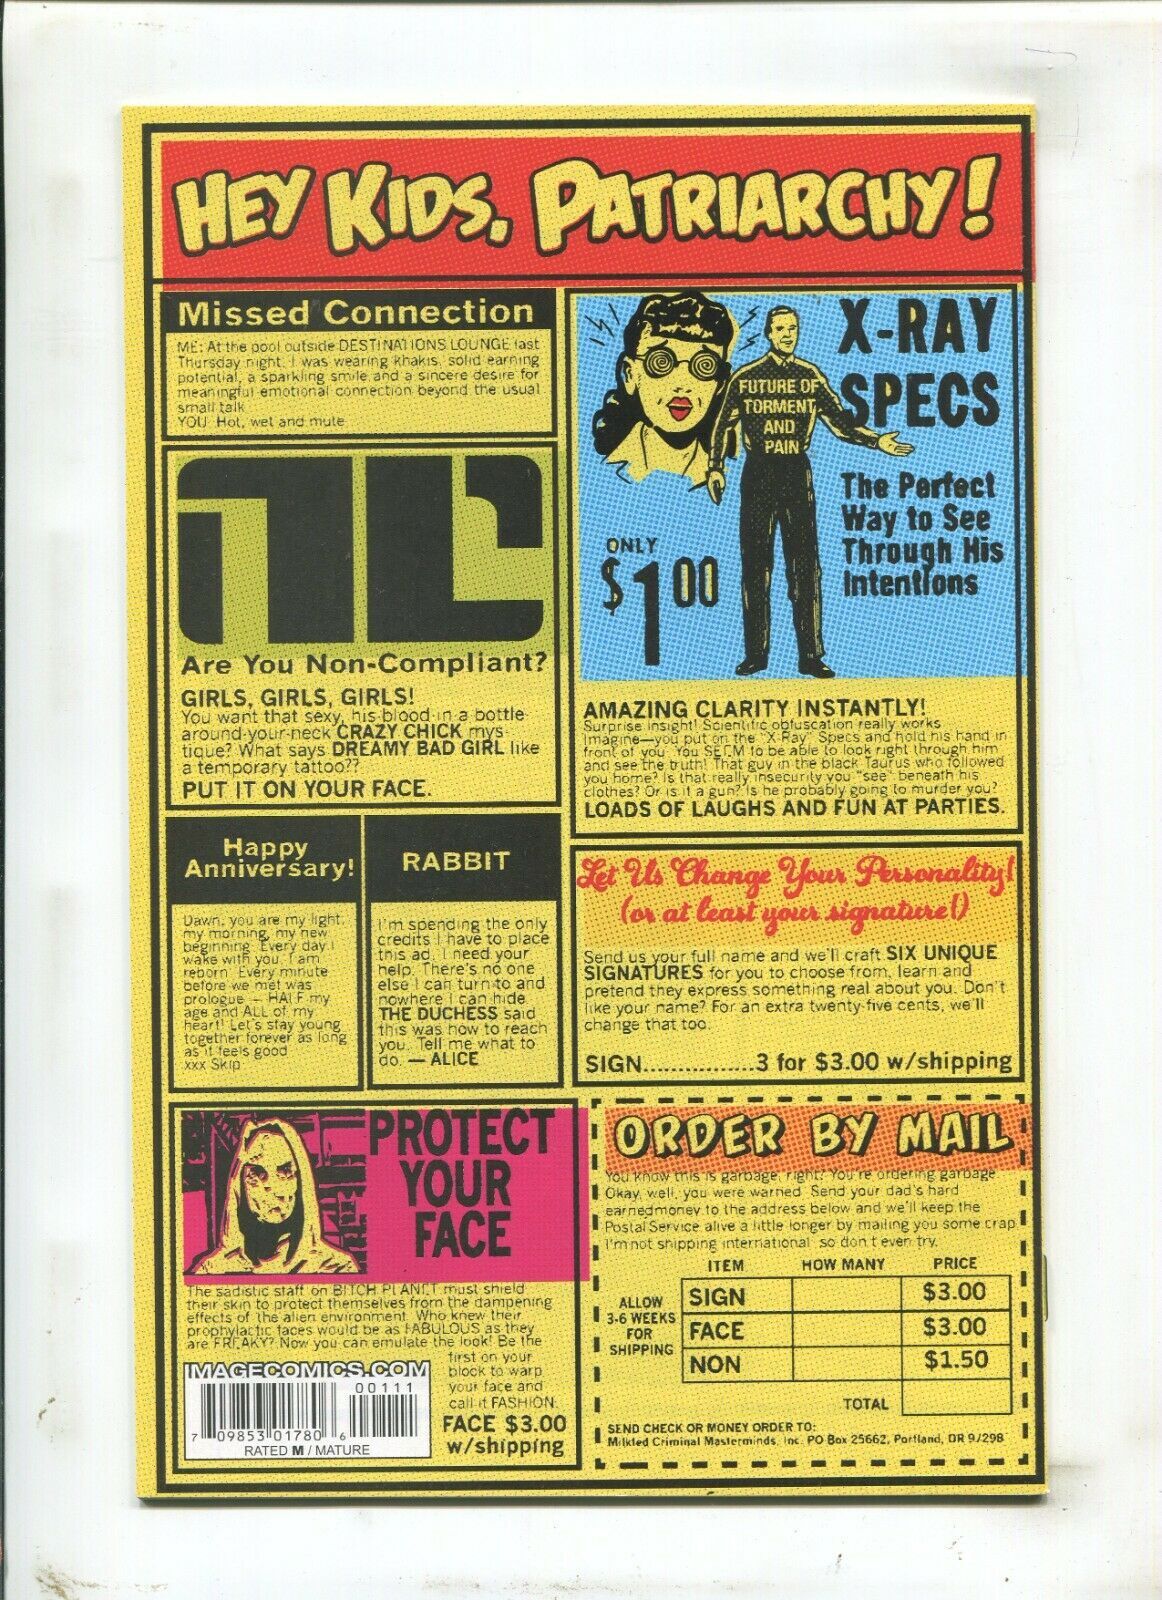 HEY KIDS, PATRIARCHY!
Missed Connection
ME: At the pool outside DESTINATIONS LOUNGE last
Thursday night. I was wearing khakis, solid earning
potential, a sparkling smile and a sincere desire for
meaningful emotional connection beyond the usual
small talk
YOU: Hot, wet and mute
NC
Are You Non-Compliant?
GIRLS, GIRLS, GIRLS!
You want that sexy, his-blood-in-a-bottle-
around-your-neck CRAZY CHICK mys-
tique? What says DREAMY BAD GIRL like
a temporary tattoo??
PUT IT ON YOUR FACE.
X-RAY
SPECS
FUTURE OF
TORMENT
AND
PAIN
The Perfect
Way to See
Through His
Intentions
ONLY
$1.00
AMAZING CLARITY INSTANTLY!
Surprise insight! Scientific obfuscation really works
Imagine—you put on the "X-Ray" Specs and hold his hand in
front of you. You SEEM to be able to look right through him
and see the truth! That guy in the black Taurus who followed
you home? Is that really insecurity you "see" beneath his
clothes? Or is it a gun? Is he probably going to murder you?
LOADS OF LAUGHS AND FUN AT PARTIES.
Happy
Anniversary!
Dawn, you are my light,
my morning, my new
beginning. Every day I
wake with you, I am
reborn. Every minute
before we met was
prologue — HALF my
age and ALL of my
heart! Let's stay young
together forever as long
as it feels good
xxx Skip
RABBIT
I'm spending the only
credits I have to place
this ad. I need your
help. There's no one
else I can turn to and
nowhere I can hide.
THE DUCHESS said
this was how to reach
you. Tell me what to
do. — ALICE
Let Us Change Your Personality!
(or at least your signature!)
Send us your full name and we'll craft SIX UNIQUE
SIGNATURES for you to choose from, learn and
pretend they express something real about you. Don't
like your name? For an extra twenty-five cents, we'll
change that too.
SIGN................3 for $3.00 w/shipping
PROTECT
YOUR
FACE
The sadistic staff on BITCH PLANET must shield
their skin to protect themselves from the dampening
effects of the alien environment. Who knew their
prophylactic faces would be as FABULOUS as they
are FREAKY? Now you can emulate the look! Be the
first on your
block to warp
your face and
call it FASHION.
FACE $3.00
w/shipping
IMAGECOMICS.COM
00111
7 09853 01780 6
RATED M / MATURE
ORDER BY MAIL
You know this is garbage, right? You're ordering garbage
Okay, well, you were warned. Send your dad's hard
earnedmoney to the address below and we'll keep the
Postal Service alive a little longer by mailing you some crap.
I'm not shipping international so don't even try.
ITEM HOW MANY PRICE
ALLOW
3-6 WEEKS
FOR
SHIPPING
SIGN $3.00
FACE $3.00
NON $1.50
TOTAL
SEND CHECK OR MONEY ORDER TO:
Milkfed Criminal Masterminds, Inc. PO Box 25662, Portland, OR 97298